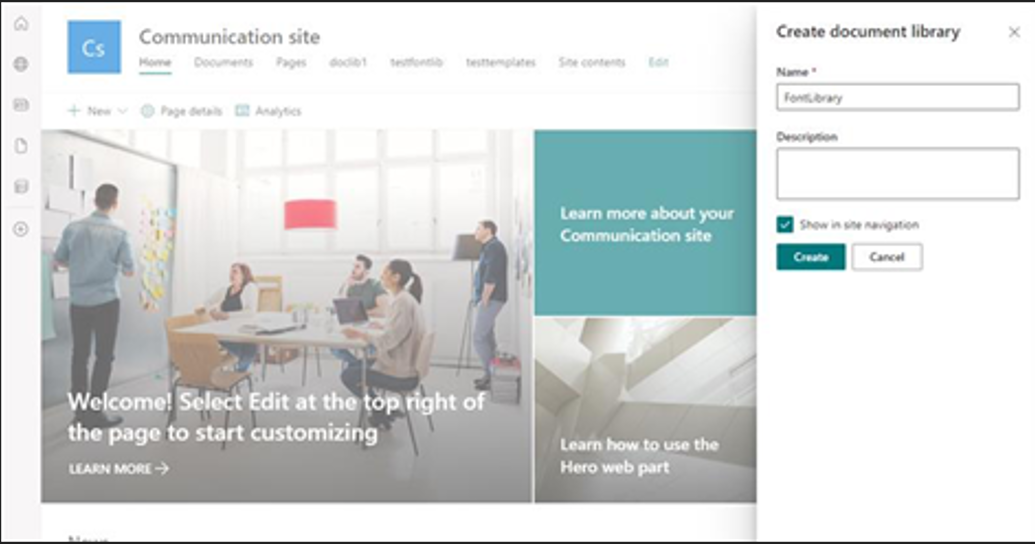 Cs
Communication site
Home Documents Pages doclib1 testfontlib testtemplates Site contents Edit
New Page details Analytics
Welcome! Select Edit at the top right of
the page to start customizing
LEARN MORE
Learn more about your
Communication site
Learn how to use the
Hero web part
News
Create document library
Name *
FontLibrary
Description
Show in site navigation
Create Cancel